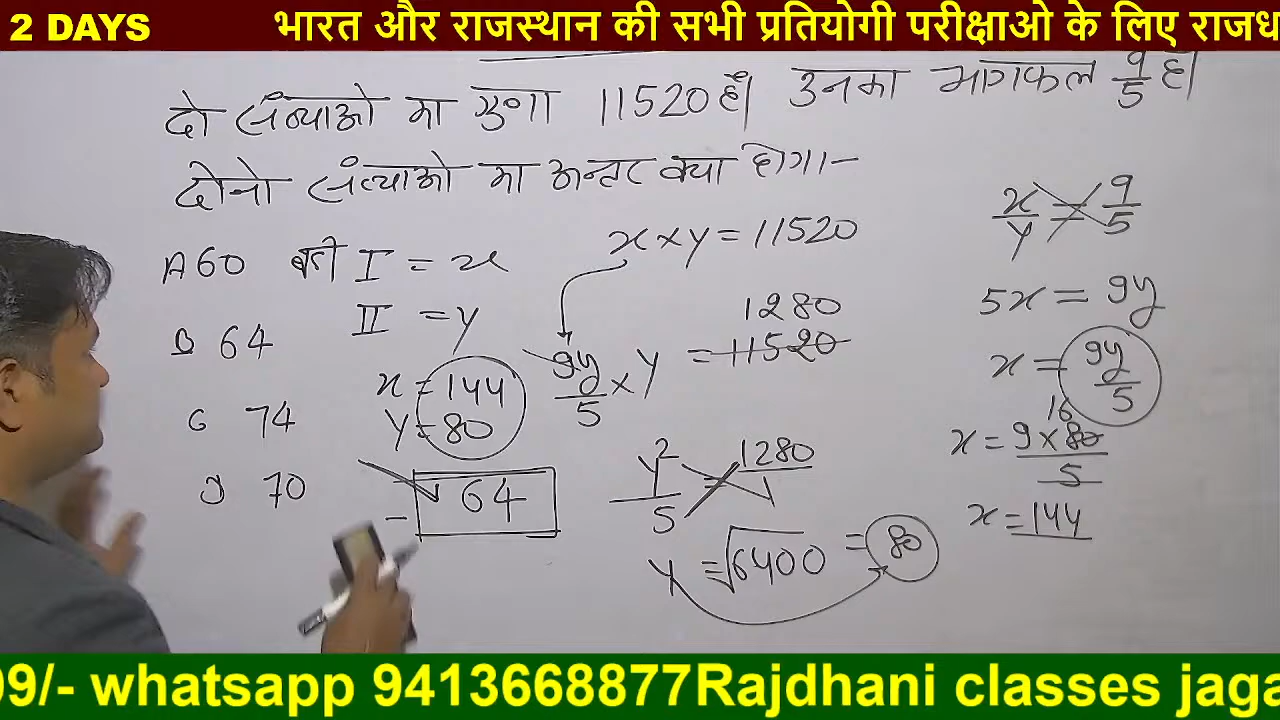 2 DAYS भारत और राजस्थान की सभी प्रतियोगी परीक्षाओ के लिए राजध
दो संख्याओ का गुणा 11520 है। उनका भागफल 9/5 है।
दोनो संख्याओ का अन्तर क्या होगा-
A 60
B 64
C 74
D 70
I = x
II = y
x = 144
y = 80
- 64
x × y = 11520
1280
9y/5 × y = 11520
y²/5 = 1280/1
y = √6400 = 80
x/y = 9/5
5x = 9y
x = 9y/5
16
x = 9 × 80/5
x = 144
99/- whatsapp 9413668877Rajdhani classes jaga